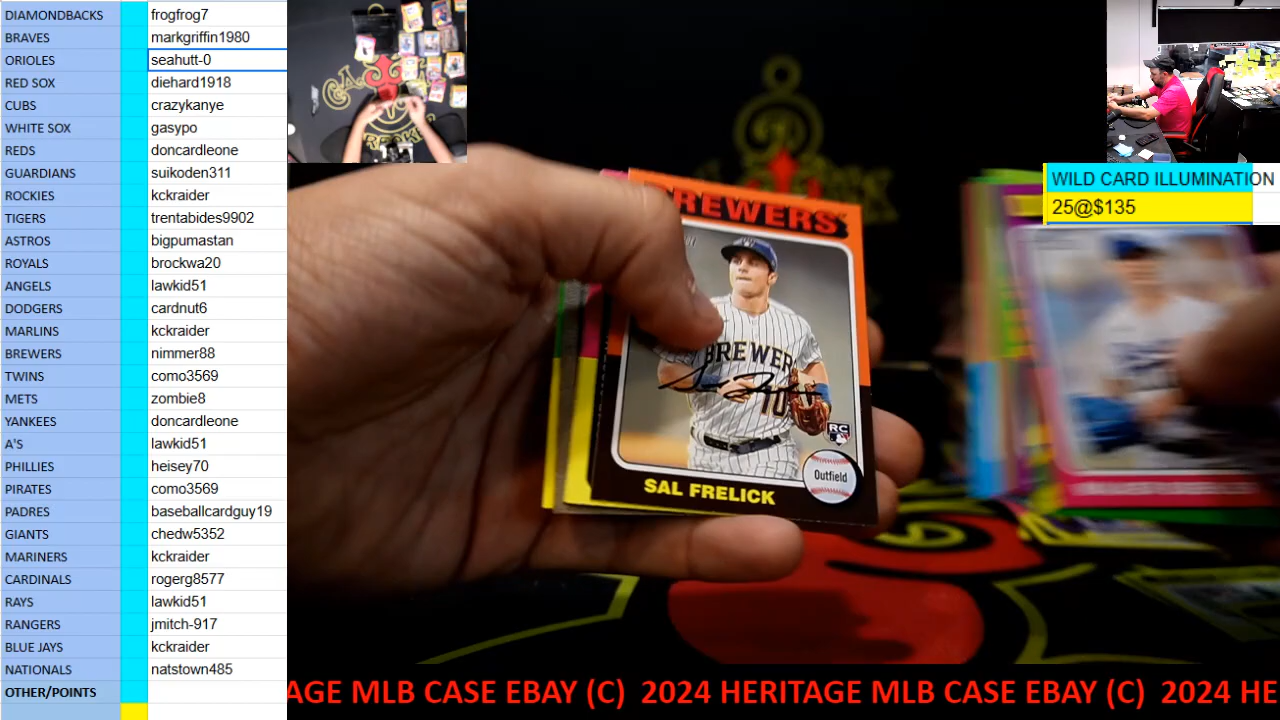 DIAMONDBACKS frogfrog7
BRAVES markgriffin1980
ORIOLES seahutt-0
RED SOX diehard1918
CUBS crazykanye
WHITE SOX gasypo
REDS doncardleone
GUARDIANS suikoden311
ROCKIES kckraider
TIGERS trentabides9902
ASTROS bigpumastan
ROYALS brockwa20
ANGELS lawkid51
DODGERS cardnut6
MARLINS kckraider
BREWERS nimmer88
TWINS como3569
METS zombie8
YANKEES doncardleone
A'S lawkid51
PHILLIES heisey70
PIRATES como3569
PADRES baseballcardguy19
GIANTS chedw5352
MARINERS kckraider
CARDINALS rogerg8577
RAYS lawkid51
RANGERS jmitch-917
BLUE JAYS kckraider
NATIONALS natstown485
OTHER/POINTS
WILD CARD ILLUMINATION
25@$135
BREWERS
BREWER
10
RC
Outfield
SAL FRELICK
AGE MLB CASE EBAY (C) 2024 HERITAGE MLB CASE EBAY (C) 2024 HE